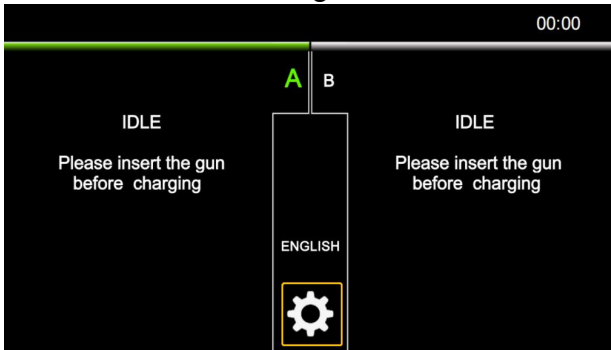 00:00
A
B
IDLE
Please insert the gun
before charging
IDLE
Please insert the gun
before charging
ENGLISH